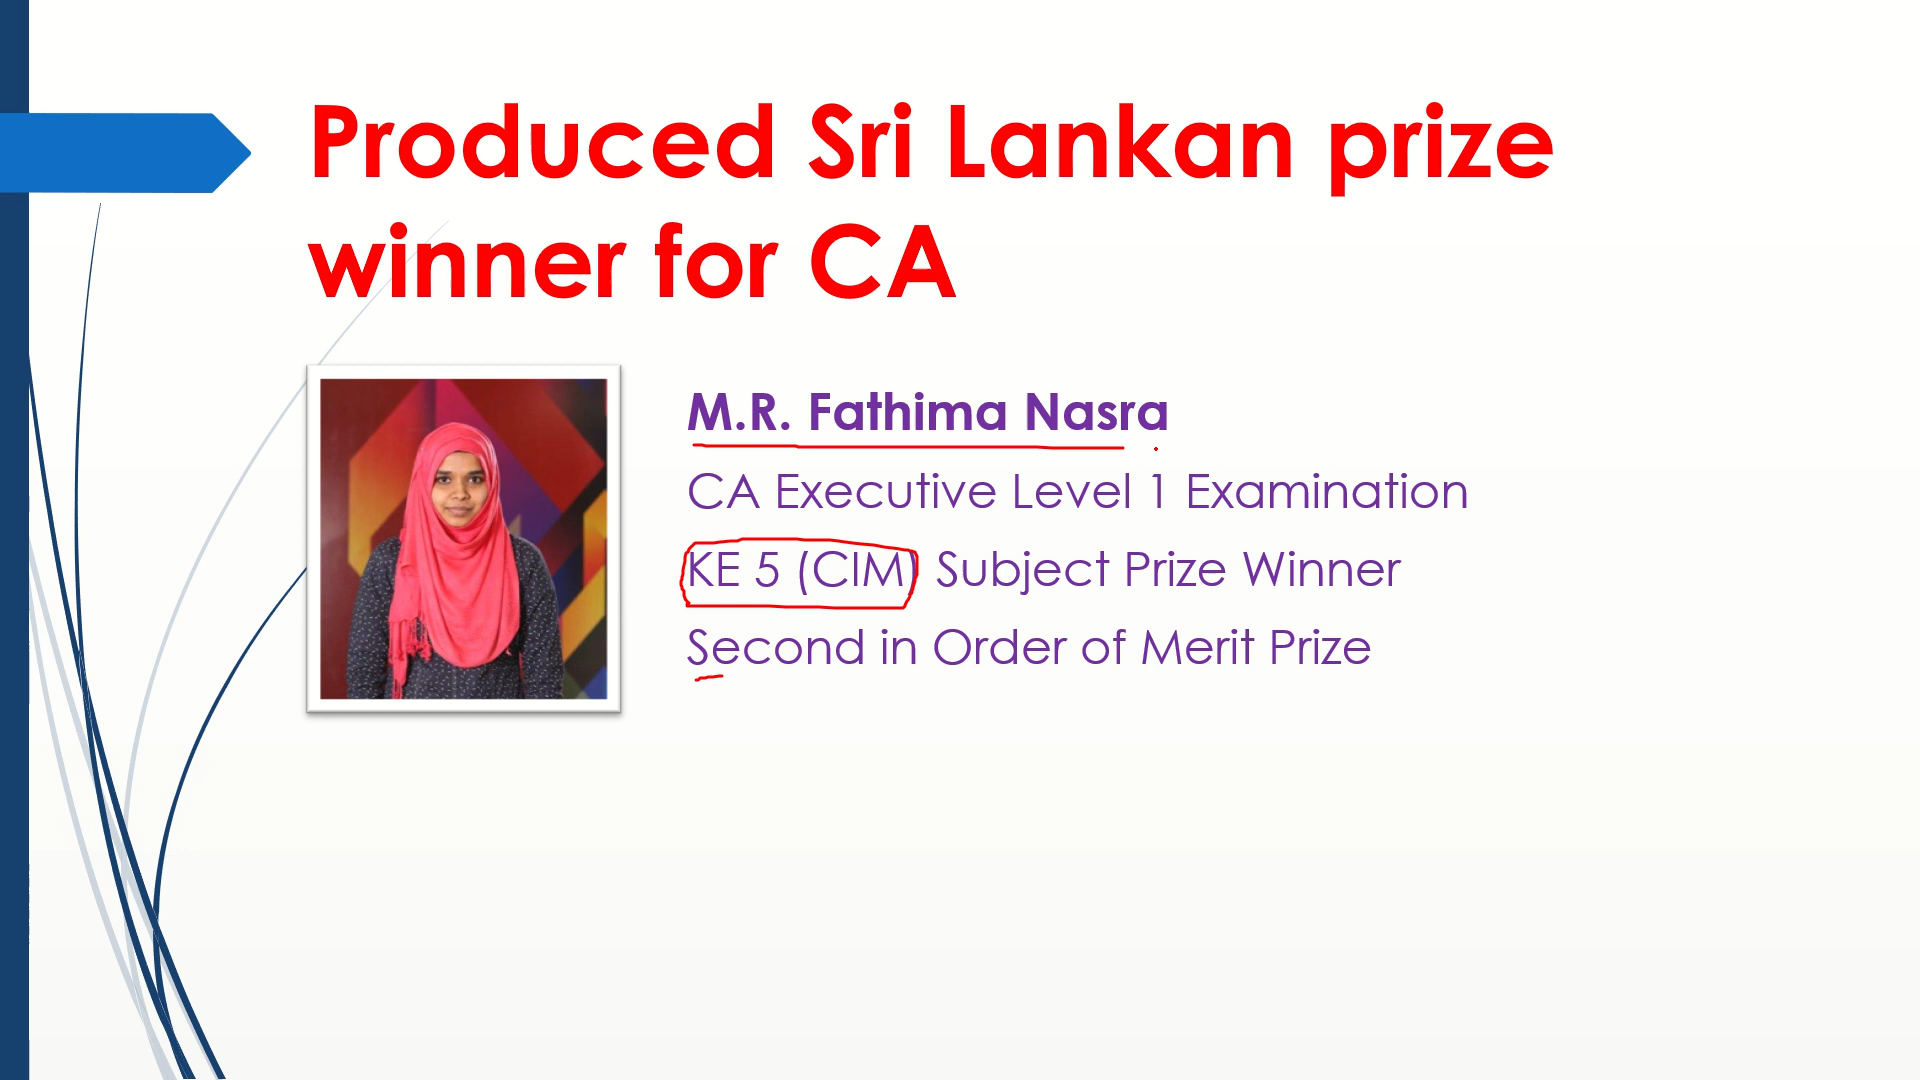 Produced Sri Lankan prize
winner for CA
M.R. Fathima Nasra
CA Executive Level 1 Examination
KE 5 (CIM) Subject Prize Winner
Second in Order of Merit Prize